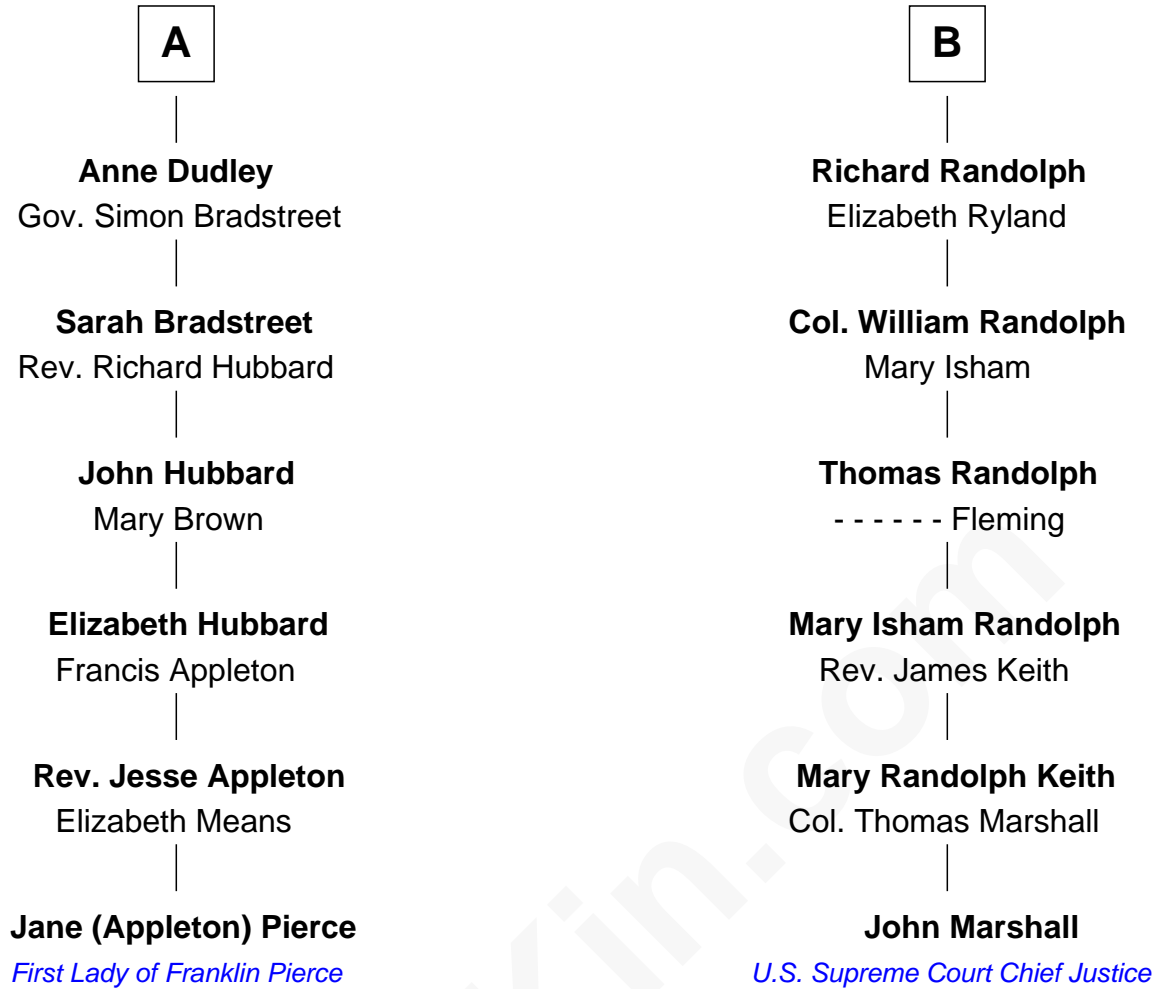 A
Anne Dudley
Gov. Simon Bradstreet
Sarah Bradstreet
Rev. Richard Hubbard
John Hubbard
Mary Brown
Elizabeth Hubbard
Francis Appleton
Rev. Jesse Appleton
Elizabeth Means
Jane (Appleton) Pierce
First Lady of Franklin Pierce
B
Richard Randolph
Elizabeth Ryland
Col. William Randolph
Mary Isham
Thomas Randolph
- - - - - - Fleming
Mary Isham Randolph
Rev. James Keith
Mary Randolph Keith
Col. Thomas Marshall
John Marshall
U.S. Supreme Court Chief Justice